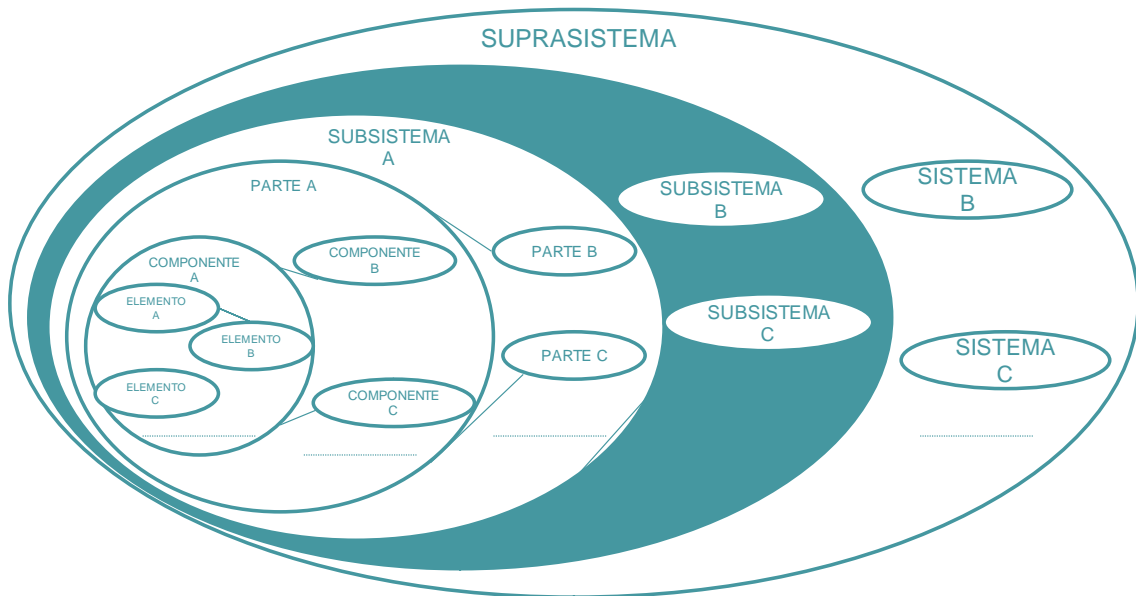 SUPRASISTEMA
SUBSISTEMA
A
PARTE A
SUBSISTEMA
B
SISTEMA
B
COMPONENTE
A
COMPONENTE
B
PARTE B
ELEMENTO
A
ELEMENTO
B
SUBSISTEMA
C
PARTE C
SISTEMA
C
ELEMENTO
C
COMPONENTE
C